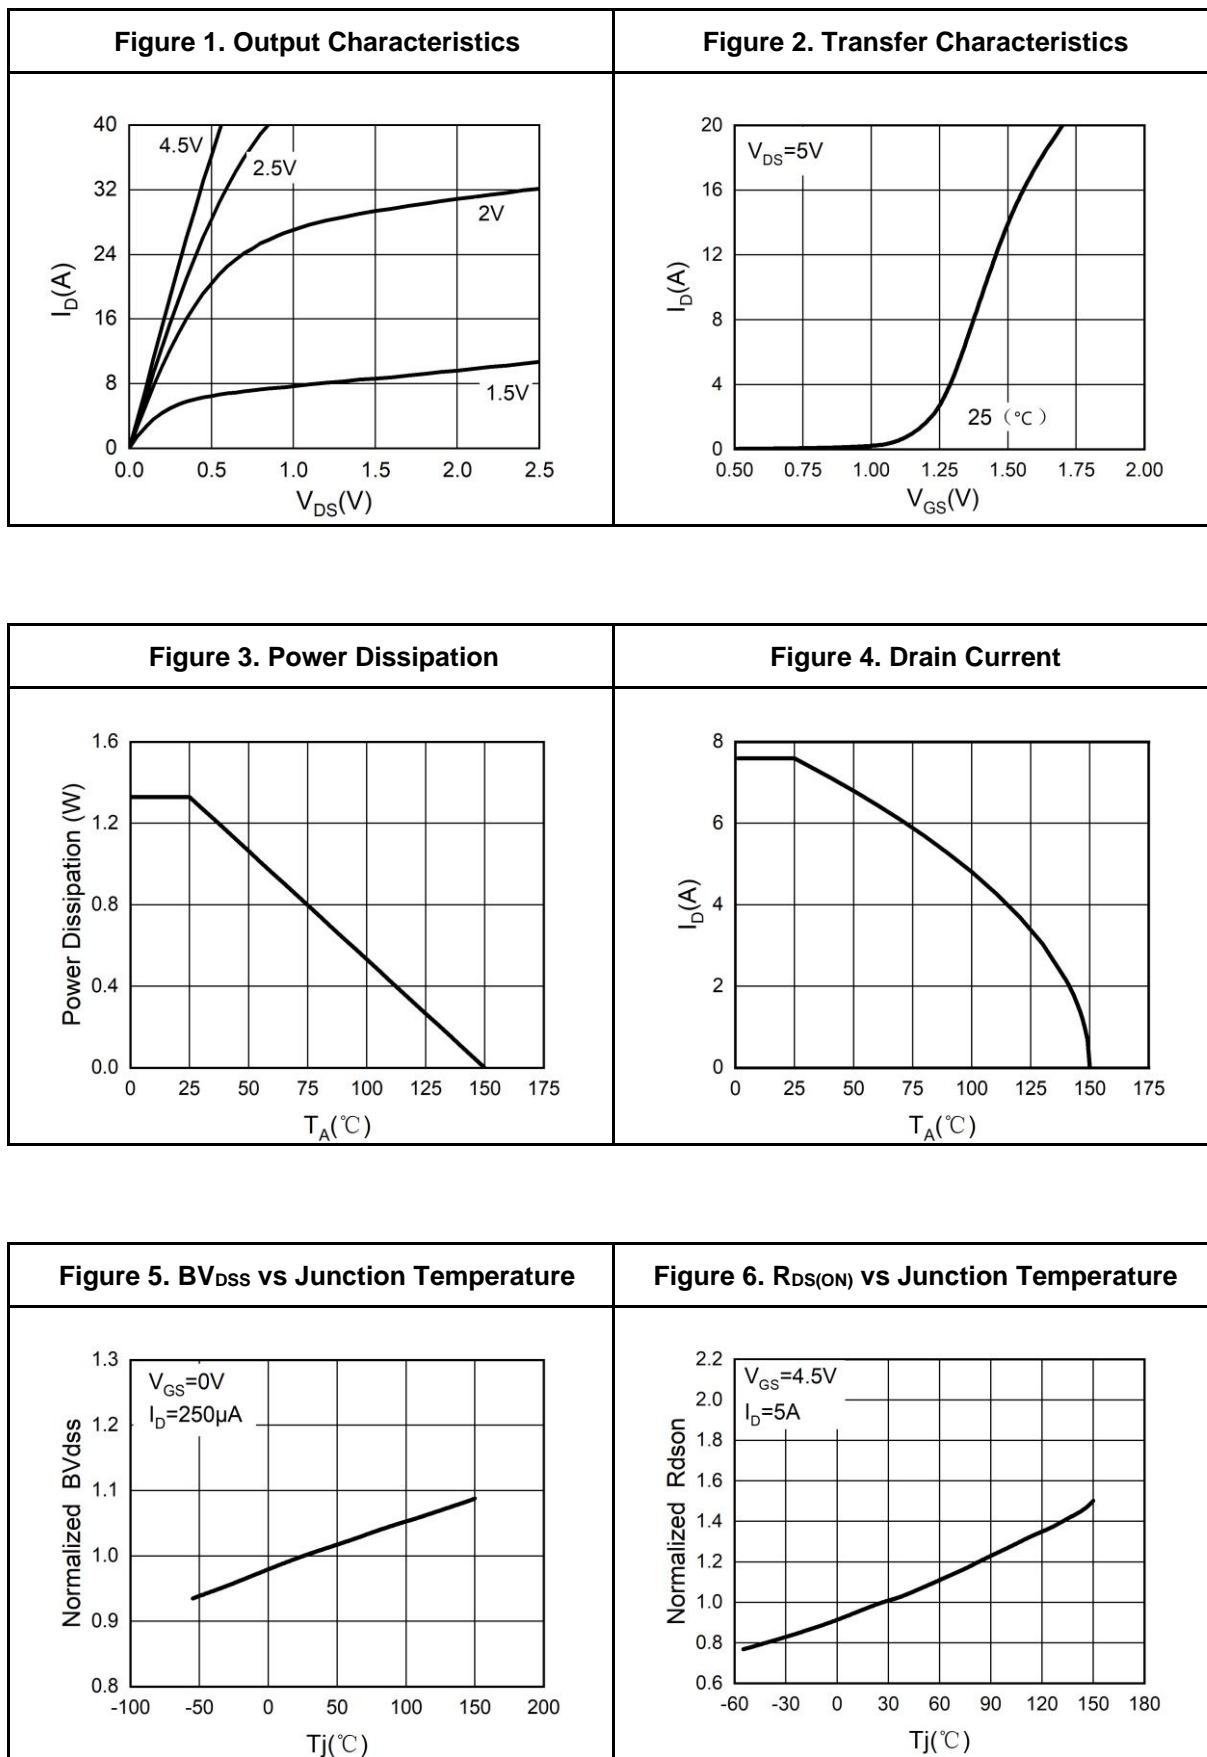 Figure 1. Output Characteristics
Figure 2. Transfer Characteristics
40
32
24
16
8
0
I_D(A)
4.5V
2.5V
2V
1.5V
0.0 0.5 1.0 1.5 2.0 2.5
V_DS(V)
20
16
12
8
4
0
I_D(A)
V_DS=5V
25（℃）
0.50 0.75 1.00 1.25 1.50 1.75 2.00
V_GS(V)
Figure 3. Power Dissipation
Figure 4. Drain Current
1.6
1.2
0.8
0.4
0.0
Power Dissipation (W)
0 25 50 75 100 125 150 175
T_A(℃)
8
6
4
2
0
I_D(A)
0 25 50 75 100 125 150 175
T_A(℃)
Figure 5. BV_DSS vs Junction Temperature
Figure 6. R_DS(ON) vs Junction Temperature
1.3
1.2
1.1
1.0
0.9
0.8
Normalized BVdss
V_GS=0V
I_D=250μA
-100 -50 0 50 100 150 200
Tj(℃)
2.2
2.0
1.8
1.6
1.4
1.2
1.0
0.8
0.6
Normalized Rdson
V_GS=4.5V
I_D=5A
-60 -30 0 30 60 90 120 150 180
Tj(℃)